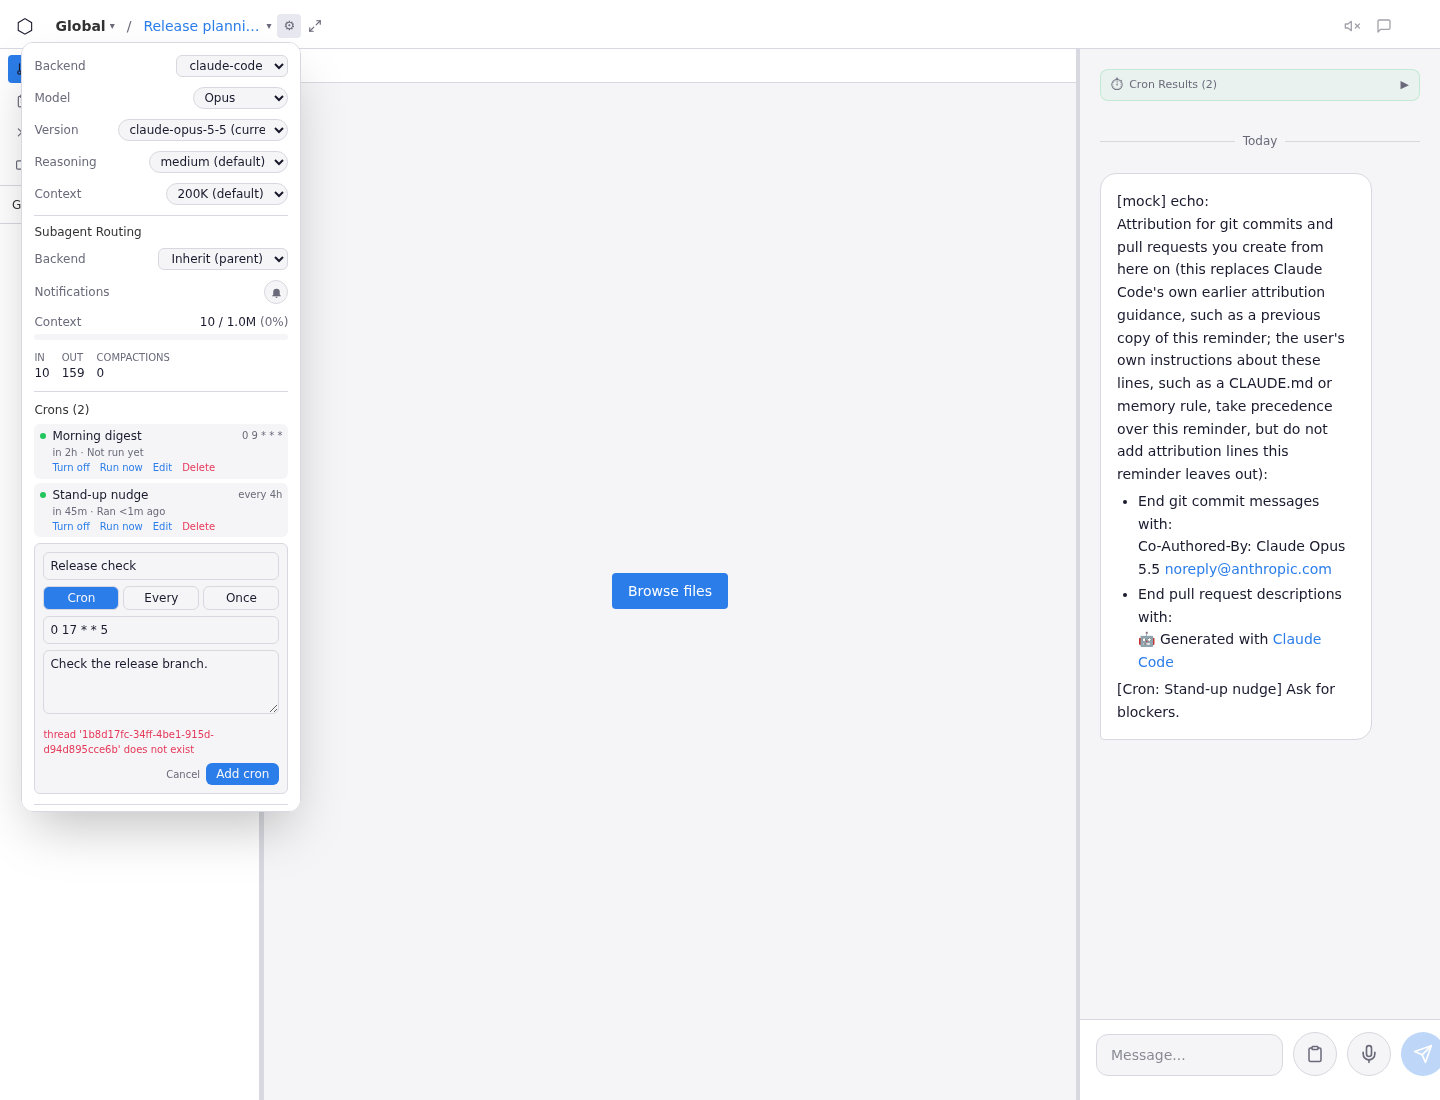 Global ▾ / Release planni... ▾
Backend claude-code
Model Opus
Version claude-opus-5-5 (curre
Reasoning medium (default)
Context 200K (default)
Subagent Routing
Backend Inherit (parent)
Notifications
Context 10 / 1.0M (0%)
IN OUT COMPACTIONS
10 159 0
Crons (2)
Morning digest 0 9 * * *
in 2h · Not run yet
Turn off Run now Edit Delete
Stand-up nudge every 4h
in 45m · Ran <1m ago
Turn off Run now Edit Delete
Release check
Cron Every Once
0 17 * * 5
Check the release branch.
thread '1b8d17fc-34ff-4be1-915d-
d94d895cce6b' does not exist
Cancel Add cron
G
Browse files
Cron Results (2)
Today
[mock] echo:
Attribution for git commits and
pull requests you create from
here on (this replaces Claude
Code's own earlier attribution
guidance, such as a previous
copy of this reminder; the user's
own instructions about these
lines, such as a CLAUDE.md or
memory rule, take precedence
over this reminder, but do not
add attribution lines this
reminder leaves out):
• End git commit messages
with:
Co-Authored-By: Claude Opus
5.5 noreply@anthropic.com
• End pull request descriptions
with:
🤖 Generated with Claude
Code
[Cron: Stand-up nudge] Ask for
blockers.
Message...